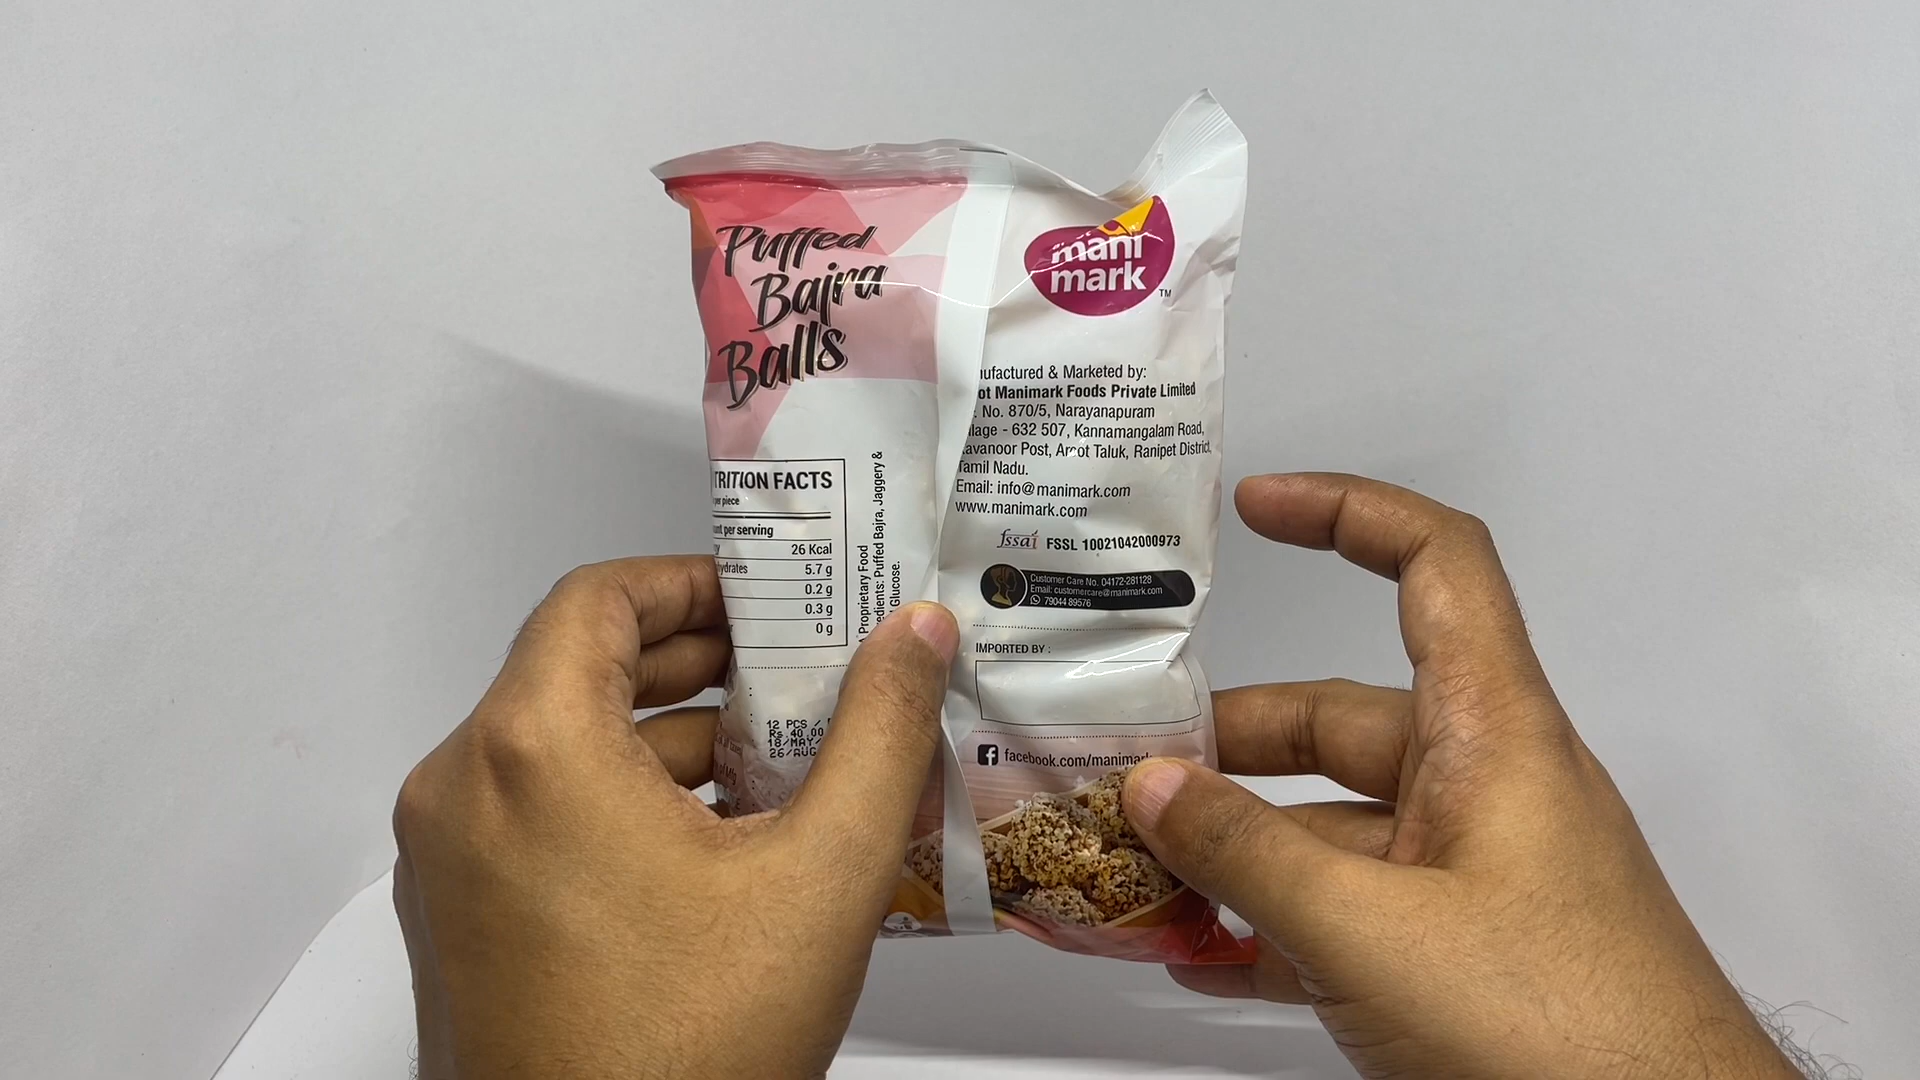 Puffed
Bajra
Balls
TRITION FACTS
per piece
unt per serving
26 Kcal
hydrates 5.7 g
0.2 g
0.3 g
0 g
Proprietary Food
edients: Puffed Bajra, Jaggery &
Glucose.
12 PCS /
Rs.40.00
18/MAY/
26/AUG
mani
mark
TM
ufactured & Marketed by:
ot Manimark Foods Private Limited
. No. 870/5, Narayanapuram
lage - 632 507, Kannamangalam Road,
avanoor Post, Arcot Taluk, Ranipet District,
Tamil Nadu.
Email: info@manimark.com
www.manimark.com
fssai FSSL 10021042000973
Customer Care No. 04172-281128
Email: customercare@manimark.com
79044 89576
IMPORTED BY :
facebook.com/manimark